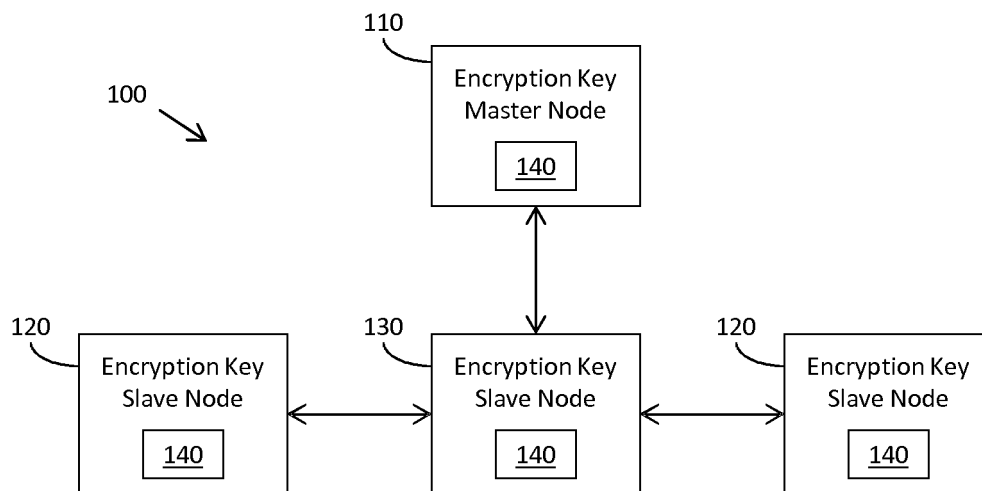 110
Encryption Key
Master Node
140
100
120
Encryption Key
Slave Node
140
130
Encryption Key
Slave Node
140
120
Encryption Key
Slave Node
140